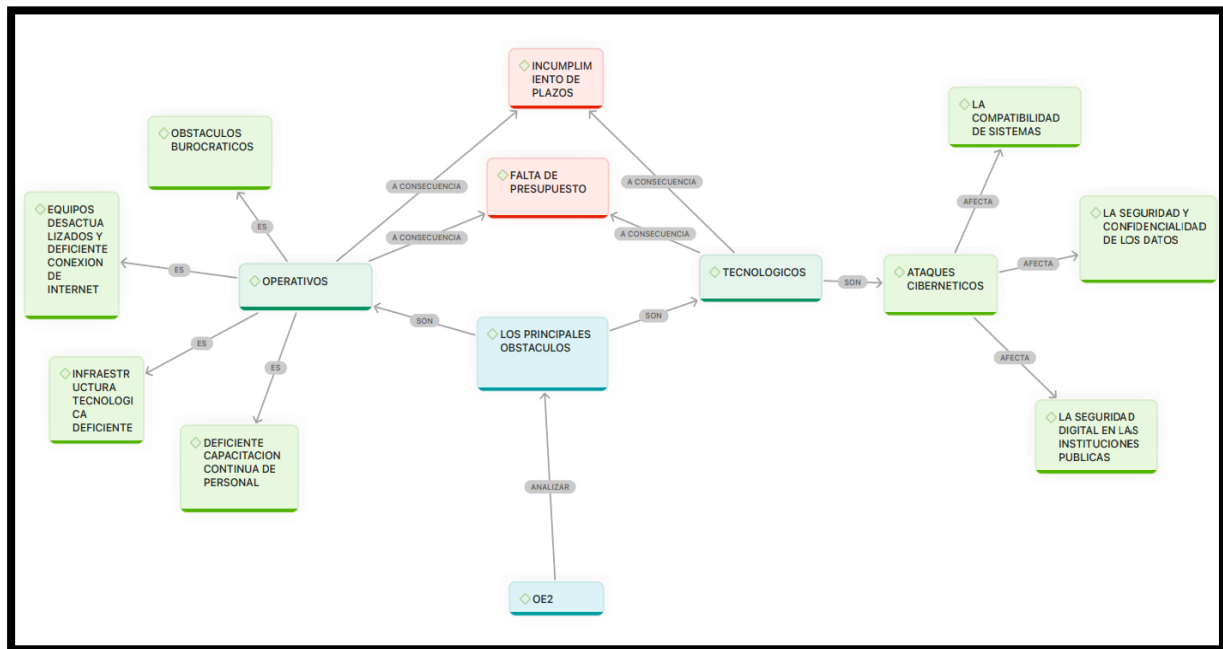 INCUMPLIM
IENTO DE
PLAZOS
LA
COMPATIBILIDAD
DE SISTEMAS
OBSTACULOS
BUROCRATICOS
FALTA DE
PRESUPUESTO
A CONSECUENCIA
A CONSECUENCIA
EQUIPOS
DESACTUA
LIZADOS Y
DEFICIENTE
CONEXION
DE
INTERNET
AFECTA
LA SEGURIDAD Y
CONFIDENCIALIDAD
DE LOS DATOS
ES
A CONSECUENCIA
A CONSECUENCIA
ES
OPERATIVOS
TECNOLOGICOS
SON
ATAQUES
CIBERNETICOS
AFECTA
SON
SON
LOS PRINCIPALES
OBSTACULOS
ES
ES
AFECTA
INFRAESTR
UCTURA
TECNOLOGI
CA
DEFICIENTE
DEFICIENTE
CAPACITACION
CONTINUA DE
PERSONAL
LA SEGURIDAD
DIGITAL EN LAS
INSTITUCIONES
PUBLICAS
ANALIZAR
OE2